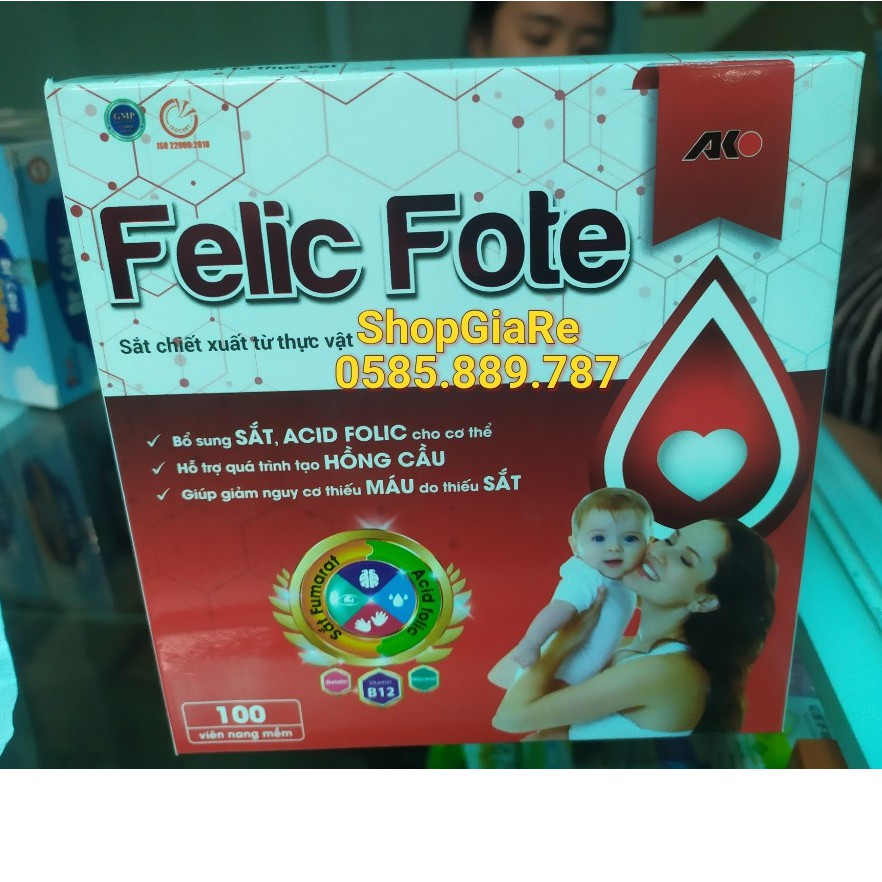 GMP
ISO 22000:2018
AKO
Felic Fote
Sắt chiết xuất từ thực vật
ShopGiaRe
0585.889.787
✓ Bổ sung SẮT, ACID FOLIC cho cơ thể
✓ Hỗ trợ quá trình tạo HỒNG CẦU
✓ Giúp giảm nguy cơ thiếu MÁU do thiếu SẮT
Sắt Fumarat
Acid folic
Vitamin
B12
100
viên nang mềm